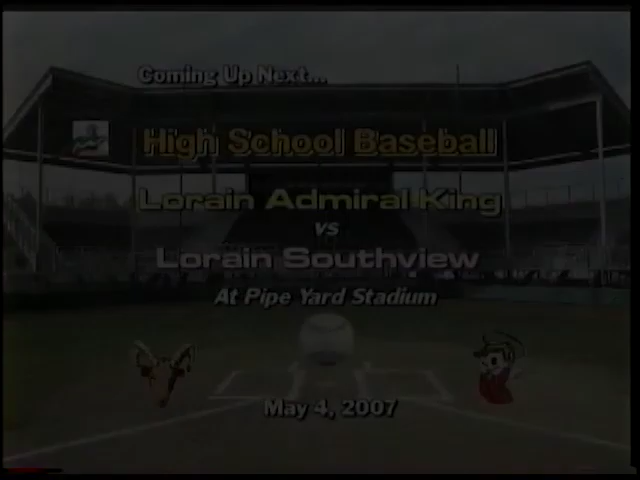 Coming Up Next...
High School Baseball
Lorain Admiral King
vs
Lorain Southview
At Pipe Yard Stadium
May 4, 2007